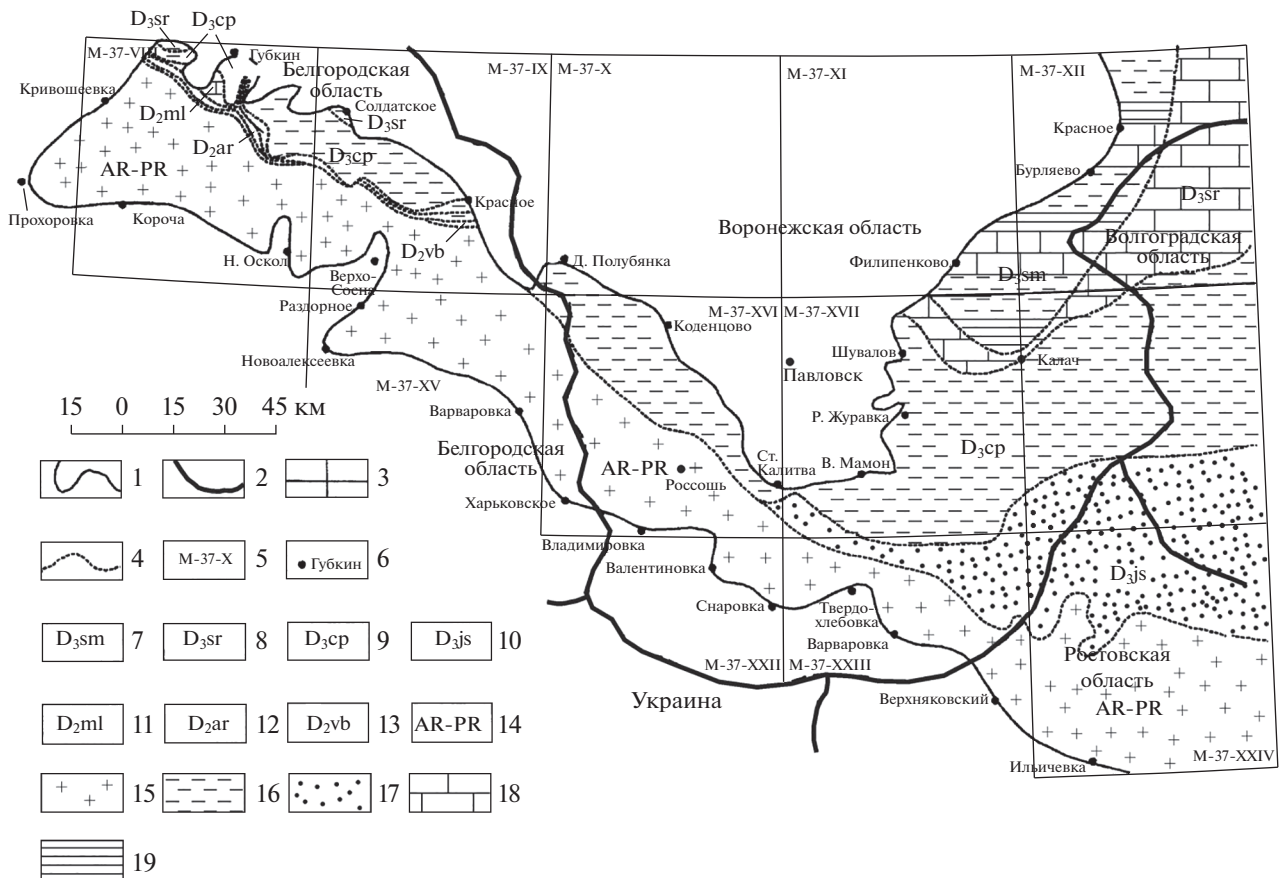 D₃sr
D₃cp
М-37-VIII
Губкин
Белгородская
область
М-37-IX
М-37-X
М-37-XI
М-37-XII
Кривошеевка
Солдатское
D₂ml
D₃sr
Красное
D₂ar
D₃cp
AR-PR
Бурляево
D₃sr
Прохоровка
Короча
Красное
Воронежская область
D₂vb
Волгоградская
область
Н. Оскол
Верхо-
Сосна
Д. Полубянка
Филипенково
D₃sm
Раздорное
М-37-XVI
М-37-XVII
Коденцово
Новоалексеевка
Шувалов
Калач
Павловск
М-37-XV
15 0 15 30 45 км
Варваровка
Р. Журавка
Белгородская
область
D₃cp
AR-PR
Россошь
Ст.
Калитва
В. Мамон
1
2
3
Харьковское
Владимировка
4
М-37-X
5
Губкин
6
Валентиновка
D₃js
Снаровка
Твердо-
хлебовка
Варваровка
D₃sm
7
D₃sr
8
D₃cp
9
D₃js
10
Ростовская
область
М-37-XXII
М-37-XXIII
Украина
Верхняковский
AR-PR
D₂ml
11
D₂ar
12
D₂vb
13
AR-PR
14
М-37-XXIV
Ильичевка
15
16
17
18
19